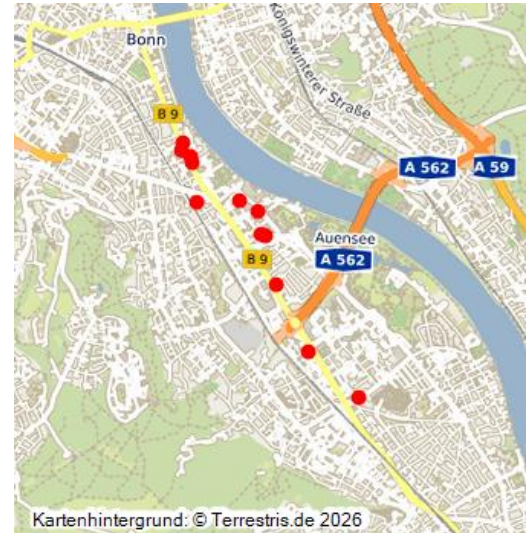 Bonn
Königswinterer Straße
B 9
A 562
A 59
Auensee
B 9
A 562
Kartenhintergrund: © Terrestris.de 2026